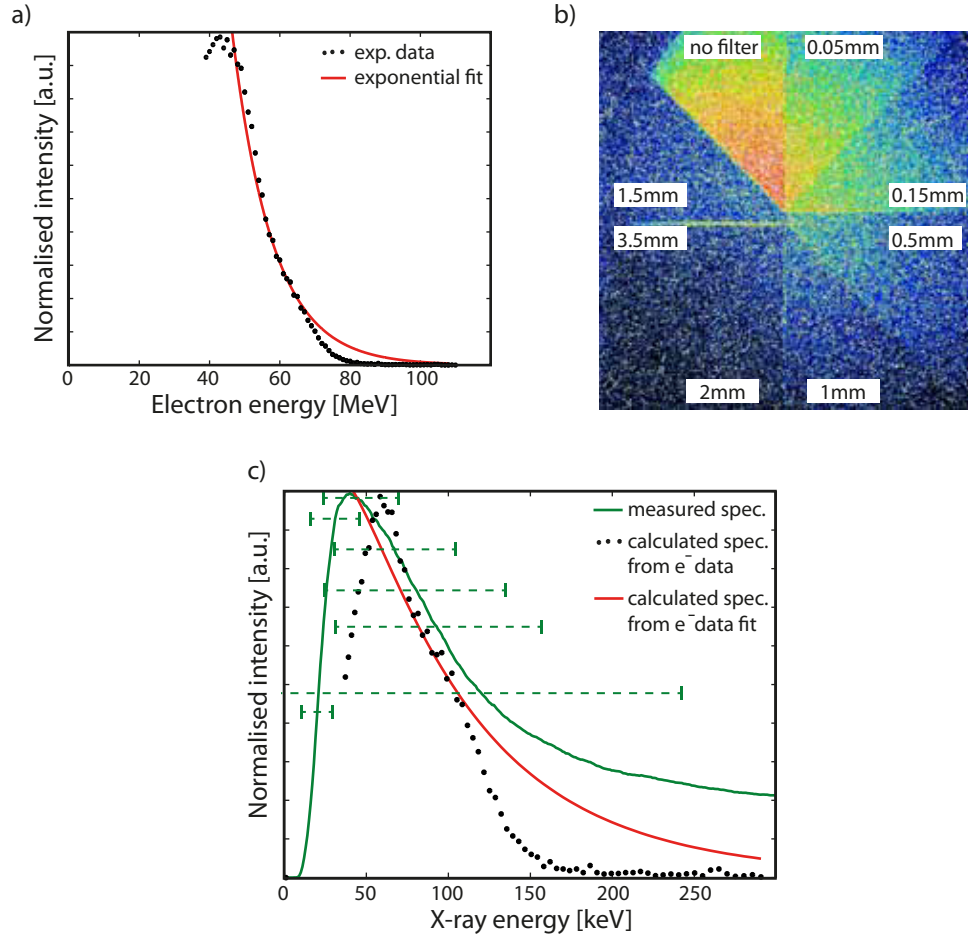 a)
Normalised intensity [a.u.]
exp. data
exponential fit
0
20
40
60
80
100
Electron energy [MeV]
b)
no filter
0.05mm
1.5mm
0.15mm
3.5mm
0.5mm
2mm
1mm
c)
Normalised intensity [a.u.]
measured spec.
calculated spec.
from e⁻ data
calculated spec.
from e⁻data fit
0
50
100
150
200
250
X-ray energy [keV]